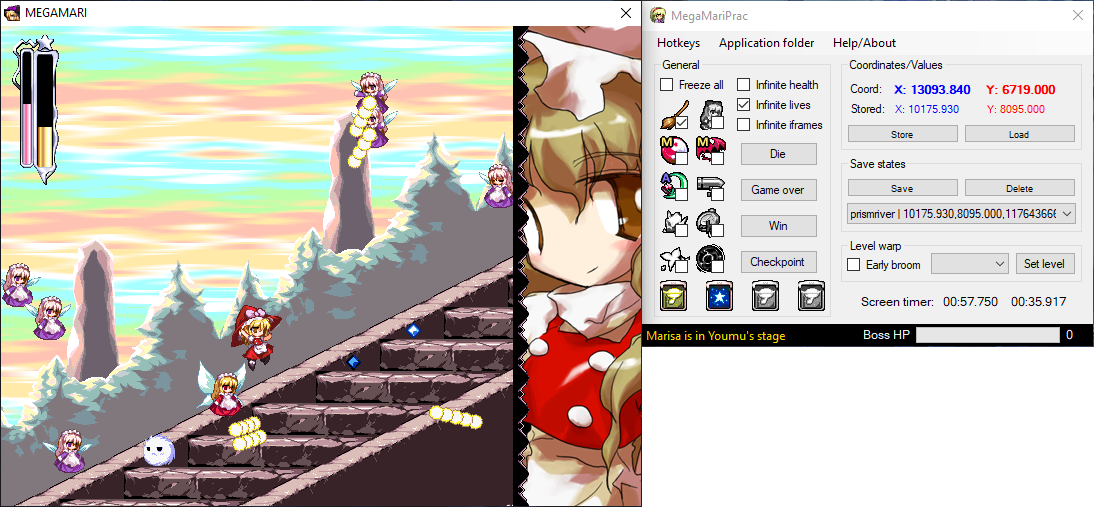 MEGAMARI
MegaMariPrac
Hotkeys Application folder Help/About
General
Freeze all
Infinite health
Infinite lives
Infinite iframes
M M
Die
Game over
Win
Checkpoint
Coordinates/Values
Coord: X: 13093.840 Y: 6719.000
Stored: X: 10175.930 Y: 8095.000
Store Load
Save states
Save Delete
prismriver | 10175.930,8095.000,117643666
Level warp
Early broom Set level
Screen timer: 00:57.750 00:35.917
Marisa is in Youmu's stage Boss HP 0